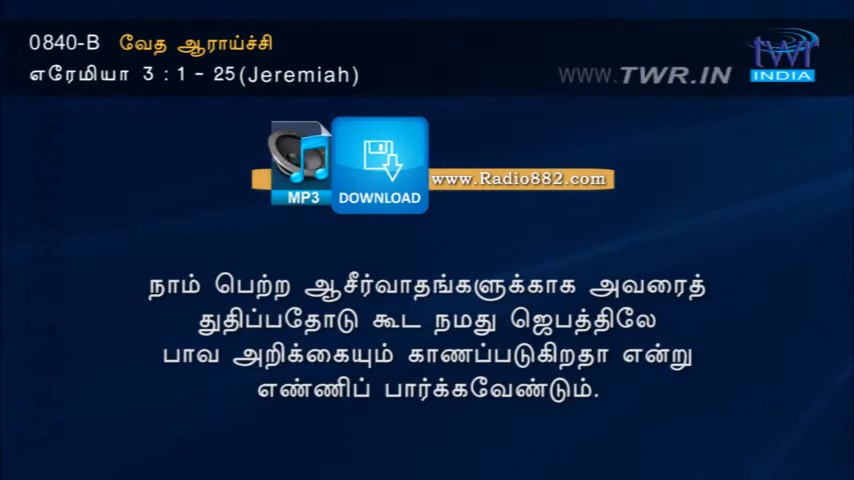 0840-B வேத ஆராய்ச்சி
எரேமியா 3 : 1 - 25 (Jeremiah)
WWW.TWR.IN
twr
INDIA
MP3
DOWNLOAD
www.Radio882.com
நாம் பெற்ற ஆசீர்வாதங்களுக்காக அவரைத்
துதிப்பதோடு கூட நமது ஜெபத்திலே
பாவ அறிக்கையும் காணப்படுகிறதா என்று
எண்ணிப் பார்க்கவேண்டும்.